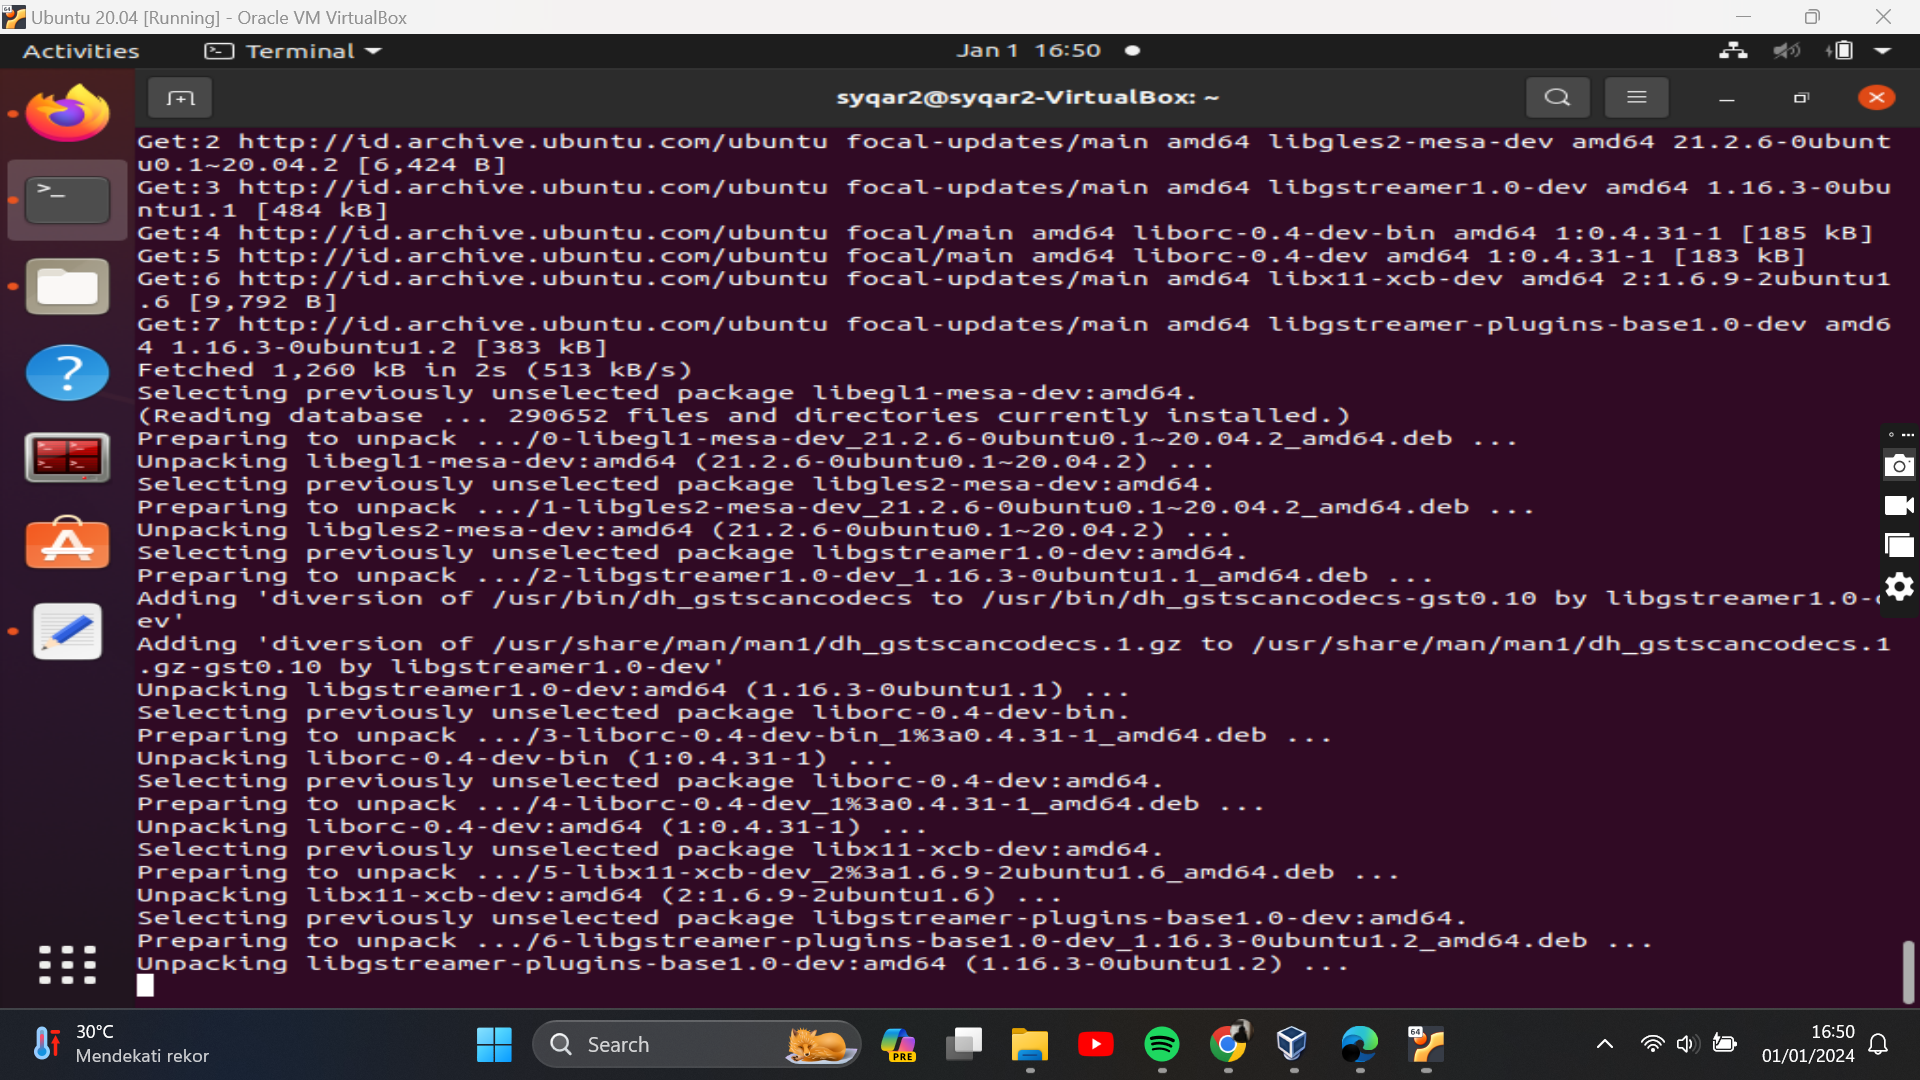 Ubuntu 20.04 [Running] - Oracle VM VirtualBox
Activities Terminal Jan 1 16:50
syqar2@syqar2-VirtualBox: ~
Get:2 http://id.archive.ubuntu.com/ubuntu focal-updates/main amd64 libgles2-mesa-dev amd64 21.2.6-0ubunt
u0.1~20.04.2 [6,424 B]
Get:3 http://id.archive.ubuntu.com/ubuntu focal-updates/main amd64 libgstreamer1.0-dev amd64 1.16.3-0ubu
ntu1.1 [484 kB]
Get:4 http://id.archive.ubuntu.com/ubuntu focal/main amd64 liborc-0.4-dev-bin amd64 1:0.4.31-1 [185 kB]
Get:5 http://id.archive.ubuntu.com/ubuntu focal/main amd64 liborc-0.4-dev amd64 1:0.4.31-1 [183 kB]
Get:6 http://id.archive.ubuntu.com/ubuntu focal-updates/main amd64 libx11-xcb-dev amd64 2:1.6.9-2ubuntu1
.6 [9,792 B]
Get:7 http://id.archive.ubuntu.com/ubuntu focal-updates/main amd64 libgstreamer-plugins-base1.0-dev amd6
4 1.16.3-0ubuntu1.2 [383 kB]
Fetched 1,260 kB in 2s (513 kB/s)
Selecting previously unselected package libegl1-mesa-dev:amd64.
(Reading database ... 290652 files and directories currently installed.)
Preparing to unpack .../0-libegl1-mesa-dev_21.2.6-0ubuntu0.1~20.04.2_amd64.deb ...
Unpacking libegl1-mesa-dev:amd64 (21.2.6-0ubuntu0.1~20.04.2) ...
Selecting previously unselected package libgles2-mesa-dev:amd64.
Preparing to unpack .../1-libgles2-mesa-dev_21.2.6-0ubuntu0.1~20.04.2_amd64.deb ...
Unpacking libgles2-mesa-dev:amd64 (21.2.6-0ubuntu0.1~20.04.2) ...
Selecting previously unselected package libgstreamer1.0-dev:amd64.
Preparing to unpack .../2-libgstreamer1.0-dev_1.16.3-0ubuntu1.1_amd64.deb ...
Adding 'diversion of /usr/bin/dh_gstscancodecs to /usr/bin/dh_gstscancodecs-gst0.10 by libgstreamer1.0-
ev'
Adding 'diversion of /usr/share/man/man1/dh_gstscancodecs.1.gz to /usr/share/man/man1/dh_gstscancodecs.1
.gz-gst0.10 by libgstreamer1.0-dev'
Unpacking libgstreamer1.0-dev:amd64 (1.16.3-0ubuntu1.1) ...
Selecting previously unselected package liborc-0.4-dev-bin.
Preparing to unpack .../3-liborc-0.4-dev-bin_1%3a0.4.31-1_amd64.deb ...
Unpacking liborc-0.4-dev-bin (1:0.4.31-1) ...
Selecting previously unselected package liborc-0.4-dev:amd64.
Preparing to unpack .../4-liborc-0.4-dev_1%3a0.4.31-1_amd64.deb ...
Unpacking liborc-0.4-dev:amd64 (1:0.4.31-1) ...
Selecting previously unselected package libx11-xcb-dev:amd64.
Preparing to unpack .../5-libx11-xcb-dev_2%3a1.6.9-2ubuntu1.6_amd64.deb ...
Unpacking libx11-xcb-dev:amd64 (2:1.6.9-2ubuntu1.6) ...
Selecting previously unselected package libgstreamer-plugins-base1.0-dev:amd64.
Preparing to unpack .../6-libgstreamer-plugins-base1.0-dev_1.16.3-0ubuntu1.2_amd64.deb ...
Unpacking libgstreamer-plugins-base1.0-dev:amd64 (1.16.3-0ubuntu1.2) ...
30°C
Mendekati rekor
Search
PRE
64
16:50
01/01/2024